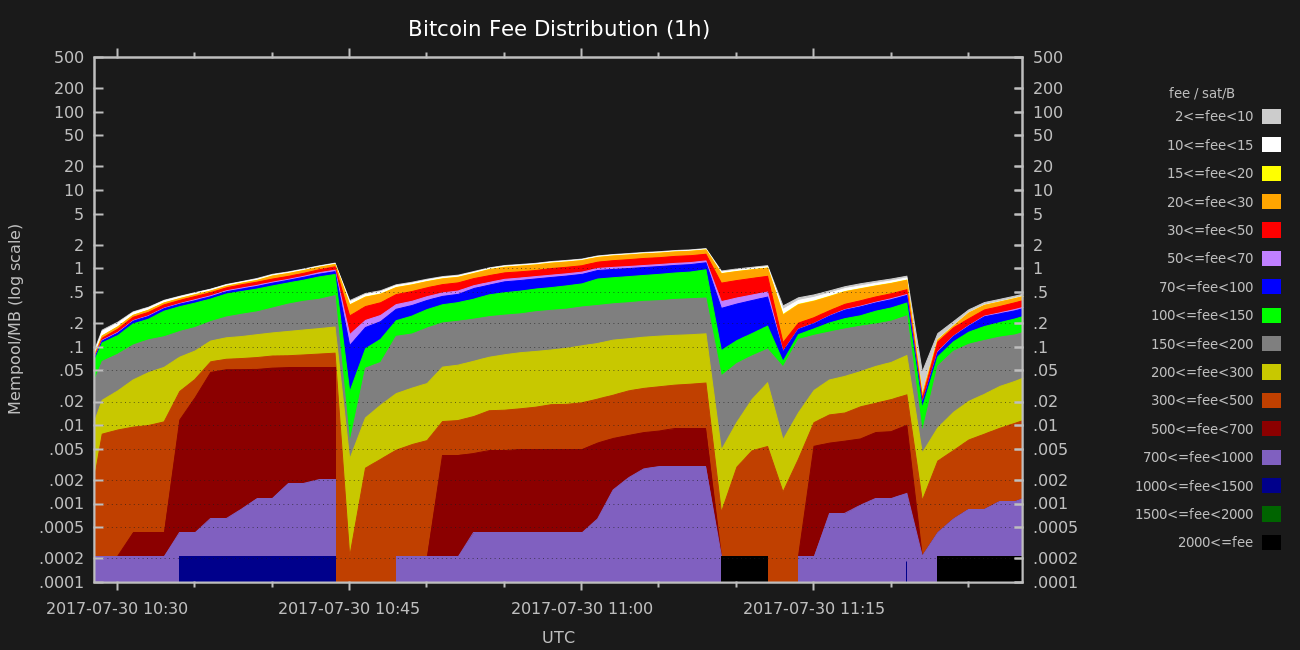 Bitcoin Fee Distribution (1h)
500
200
100
50
20
10
5
2
1
.5
.2
.1
.05
.02
.01
.005
.002
.001
.0005
.0002
.0001
Mempool/MB (log scale)
500
200
100
50
20
10
5
2
1
.5
.2
.1
.05
.02
.01
.005
.002
.001
.0005
.0002
.0001
2017-07-30 10:30 2017-07-30 10:45 2017-07-30 11:00 2017-07-30 11:15
UTC
fee / sat/B
2<=fee<10
10<=fee<15
15<=fee<20
20<=fee<30
30<=fee<50
50<=fee<70
70<=fee<100
100<=fee<150
150<=fee<200
200<=fee<300
300<=fee<500
500<=fee<700
700<=fee<1000
1000<=fee<1500
1500<=fee<2000
2000<=fee